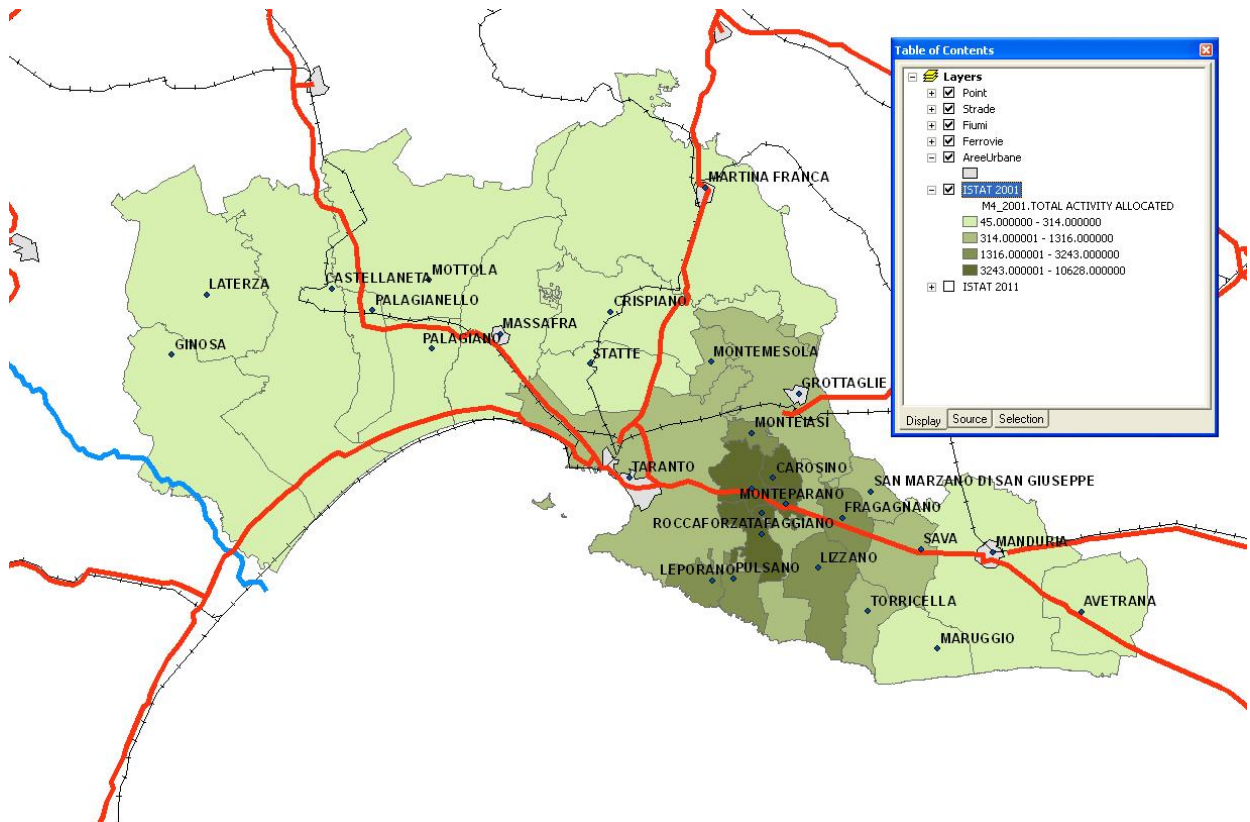 Table of Contents
Layers
Point
Strade
Fiumi
Ferrovie
AreeUrbane
ISTAT 2001
M4_2001.TOTAL ACTIVITY ALLOCATED
45.000000 - 314.000000
314.000001 - 1316.000000
1316.000001 - 3243.000000
3243.000001 - 10628.000000
ISTAT 2011
Display Source Selection
MARTINA FRANCA
MOTTOLA
LATERZA
CASTELLANETA
PALAGIANELLO
CRISPIANO
MASSAFRA
GINOSA
PALAGIANO
STATTE
MONTEMESOLA
GROTTAGLIE
MONTEIASI
TARANTO
CAROSINO
SAN MARZANO DI SAN GIUSEPPE
MONTEPARANO
FRAGAGNANO
ROCCAFORZATAFAGGIANO
SAVA
MANDURIA
LIZZANO
LEPORANO
PULSANO
TORRICELLA
AVETRANA
MARUGGIO